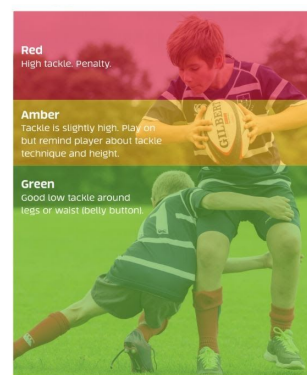 Red
High tackle. Penalty.
Amber
Tackle is slightly high. Play on
but remind player about tackle
technique and height.
Green
Good low tackle around
legs or waist (belly button).
GILBERT